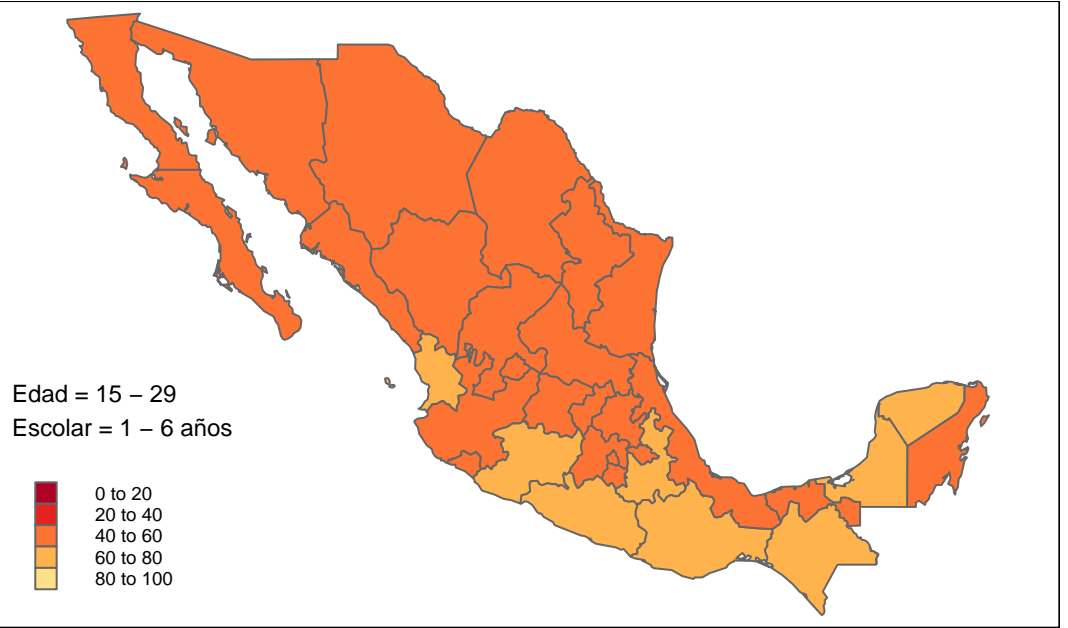 Edad = 15 – 29
Escolar = 1 – 6 años
0 to 20
20 to 40
40 to 60
60 to 80
80 to 100